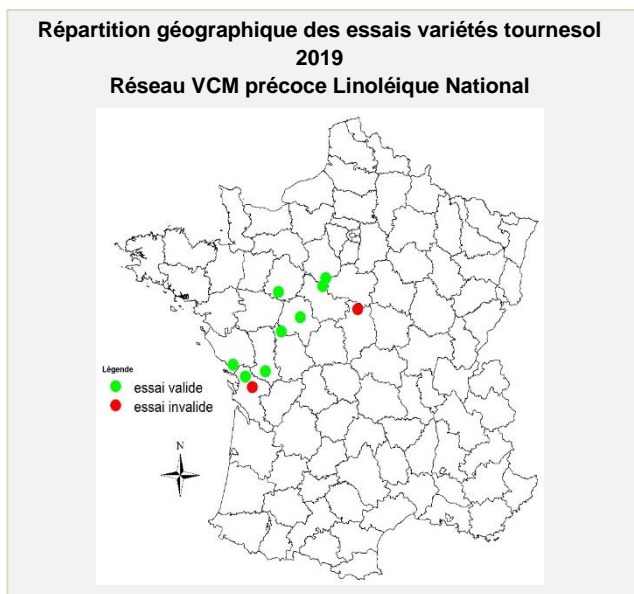 Répartition géographique des essais variétés tournesol
2019
Réseau VCM précoce Linoléique National
Légende
essai valide
essai invalide
N